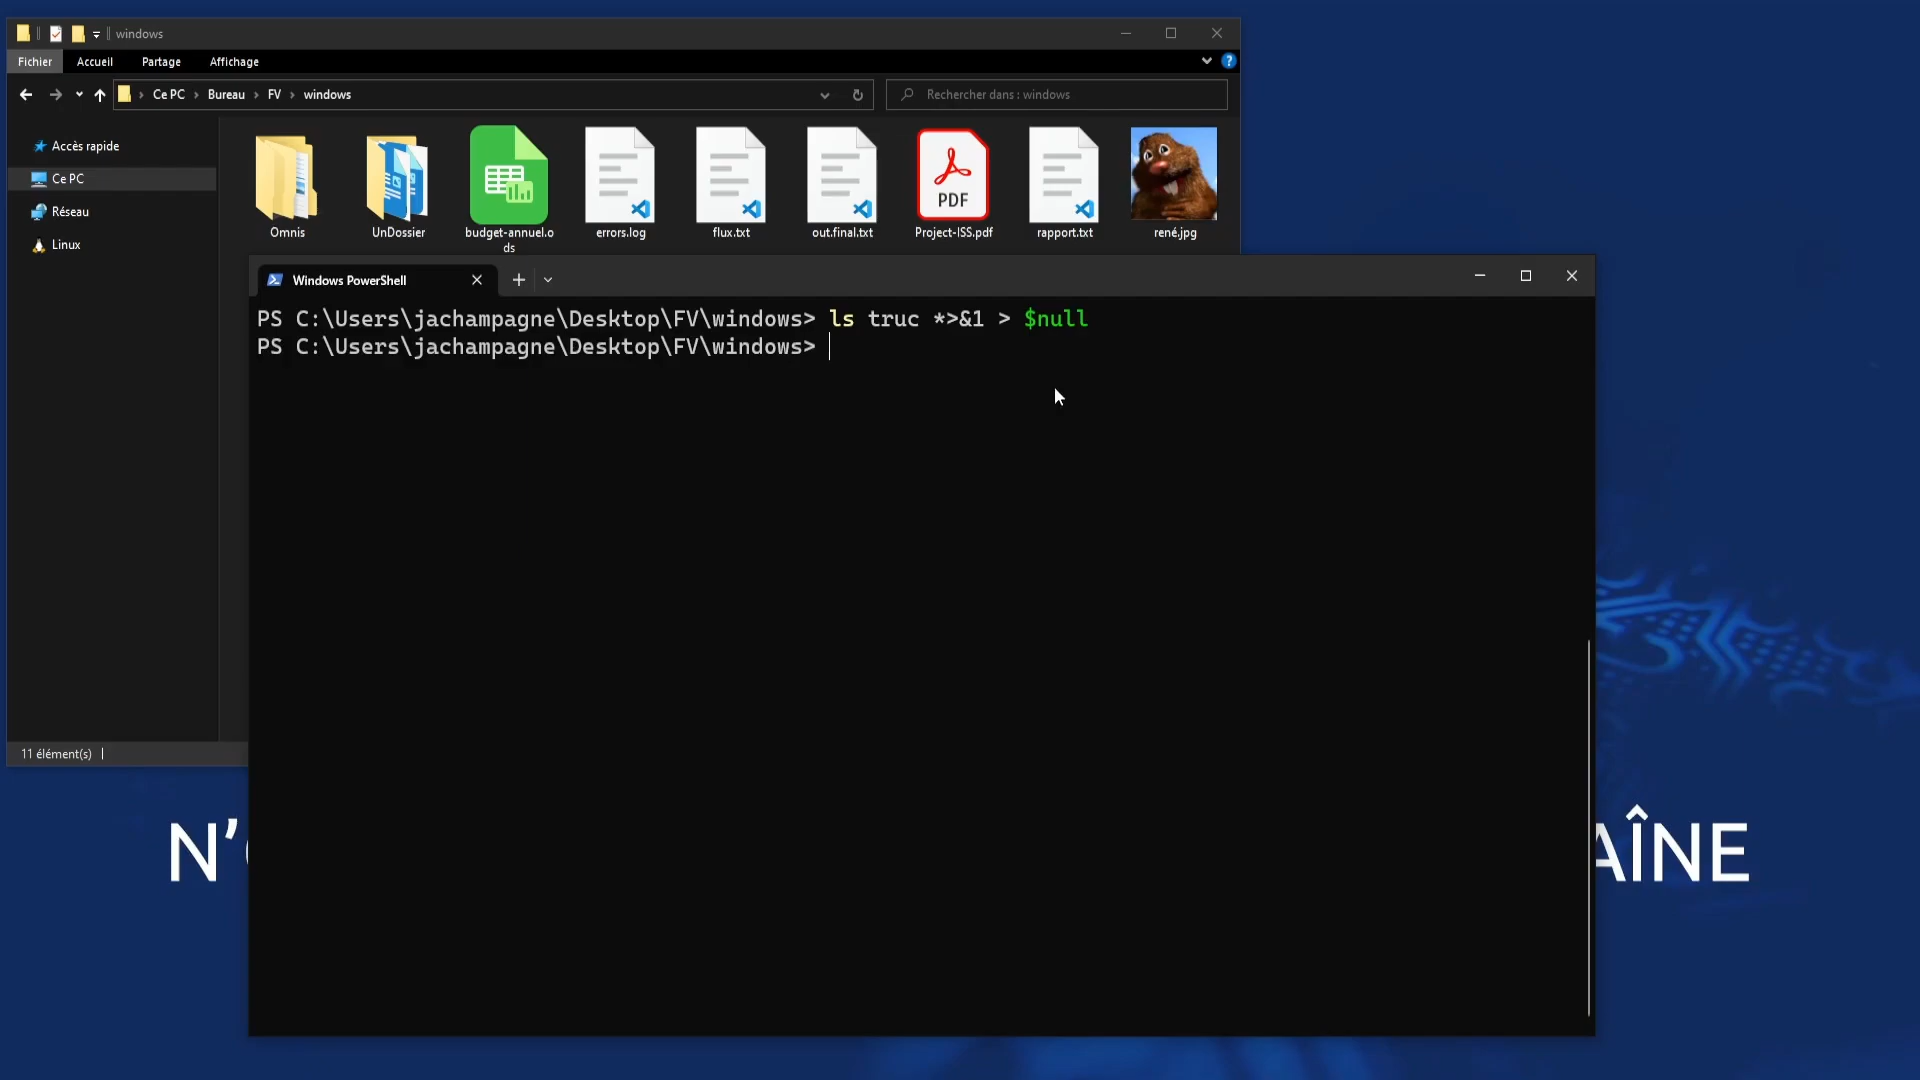 windows
Fichier Accueil Partage Affichage
Ce PC > Bureau > FV > windows
Rechercher dans : windows
Accès rapide
Ce PC
Réseau
Linux
Omnis
UnDossier
budget-annuel.o
ds
errors.log
flux.txt
out.final.txt
PDF
Project-ISS.pdf
rapport.txt
rené.jpg
11 élément(s)
Windows PowerShell
PS C:\Users\jachampagne\Desktop\FV\windows> ls truc *>&1 > $null
PS C:\Users\jachampagne\Desktop\FV\windows>
N’
AÎNE